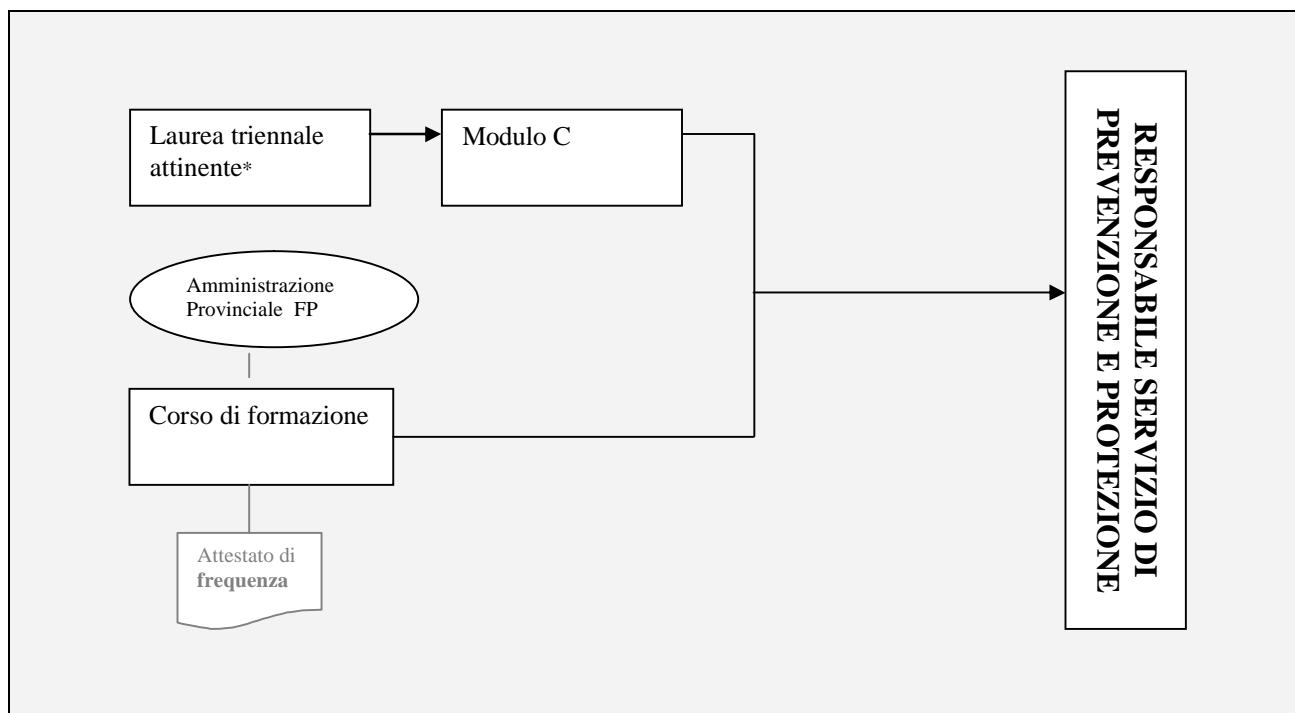 Laurea triennale
attinente*
Modulo C
Amministrazione
Provinciale FP
Corso di formazione
Attestato di
frequenza
RESPONSABILE SERVIZIO DI
PREVENZIONE E PROTEZIONE